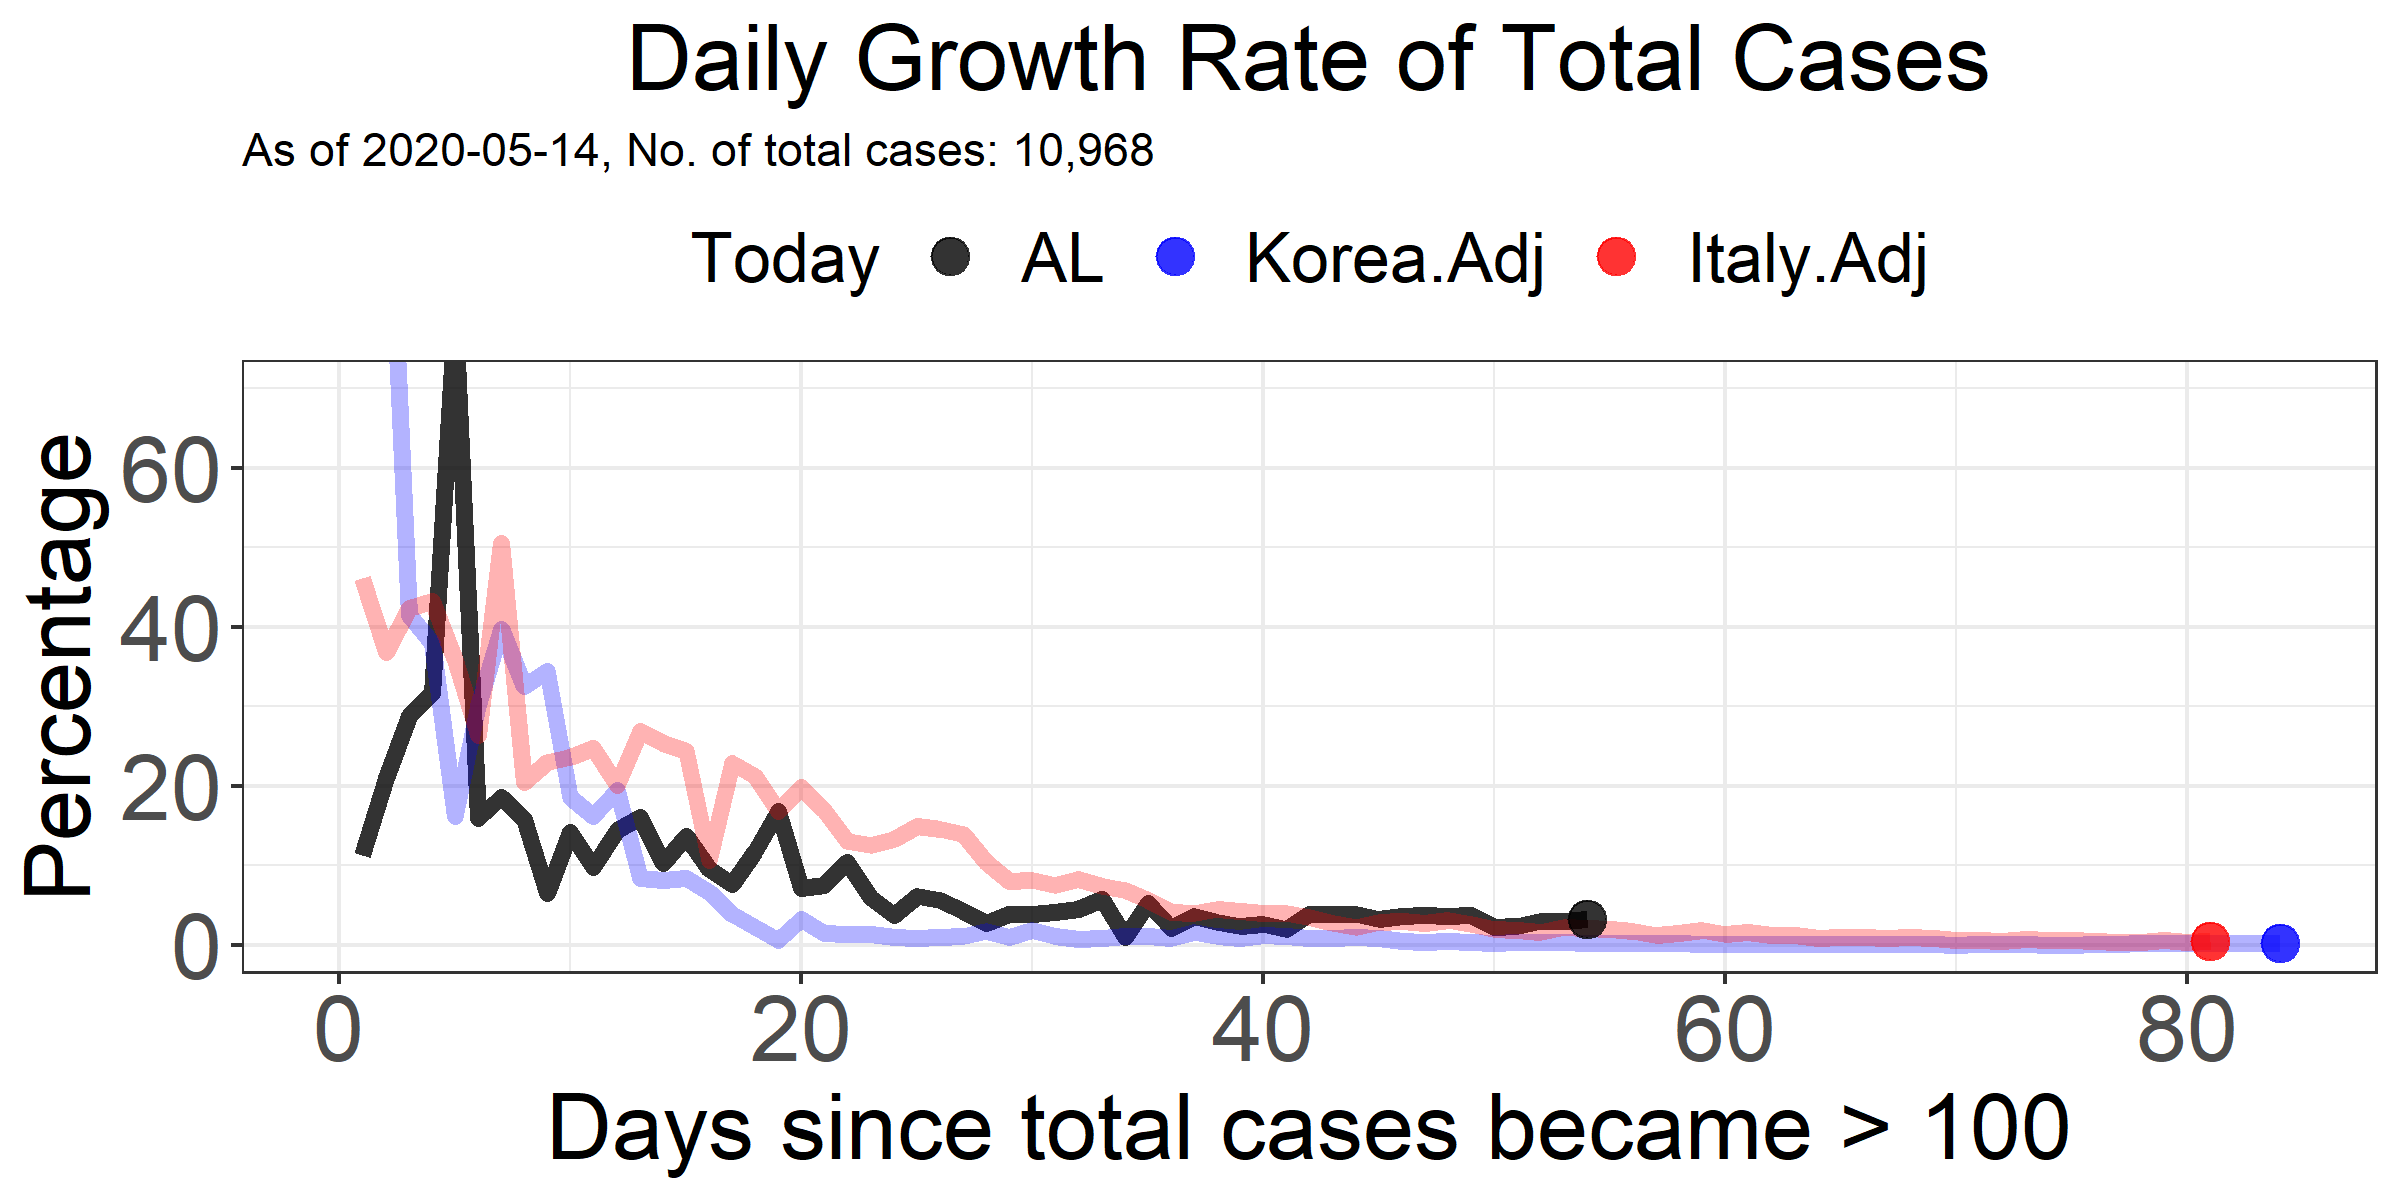 Daily Growth Rate of Total Cases
As of 2020-05-14, No. of total cases: 10,968
Today AL Korea.Adj Italy.Adj
Percentage
60
40
20
0
0 20 40 60 80
Days since total cases became > 100